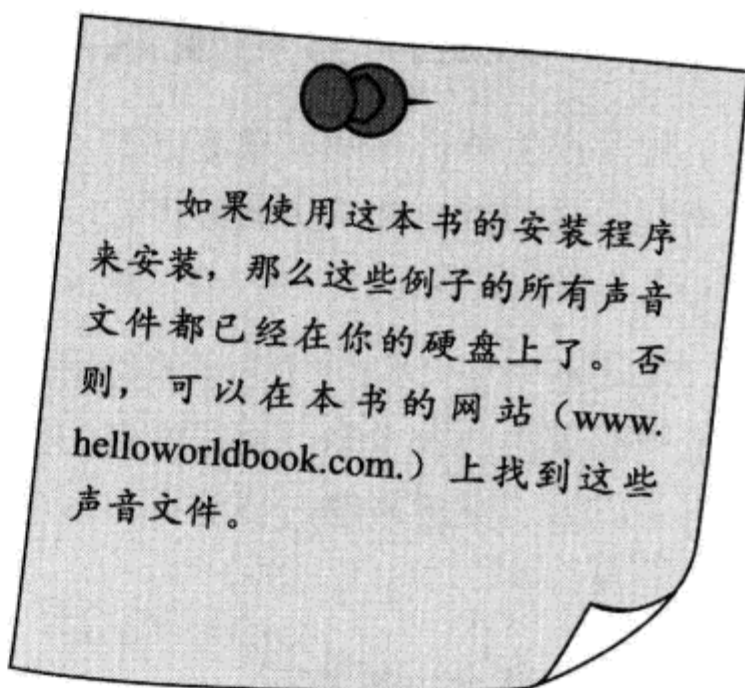 如果使用这本书的安装程序
来安装，那么这些例子的所有声音
文件都已经在你的硬盘上了。否
则，可以在本书的网站（www.
helloworldbook.com.）上找到这些
声音文件。